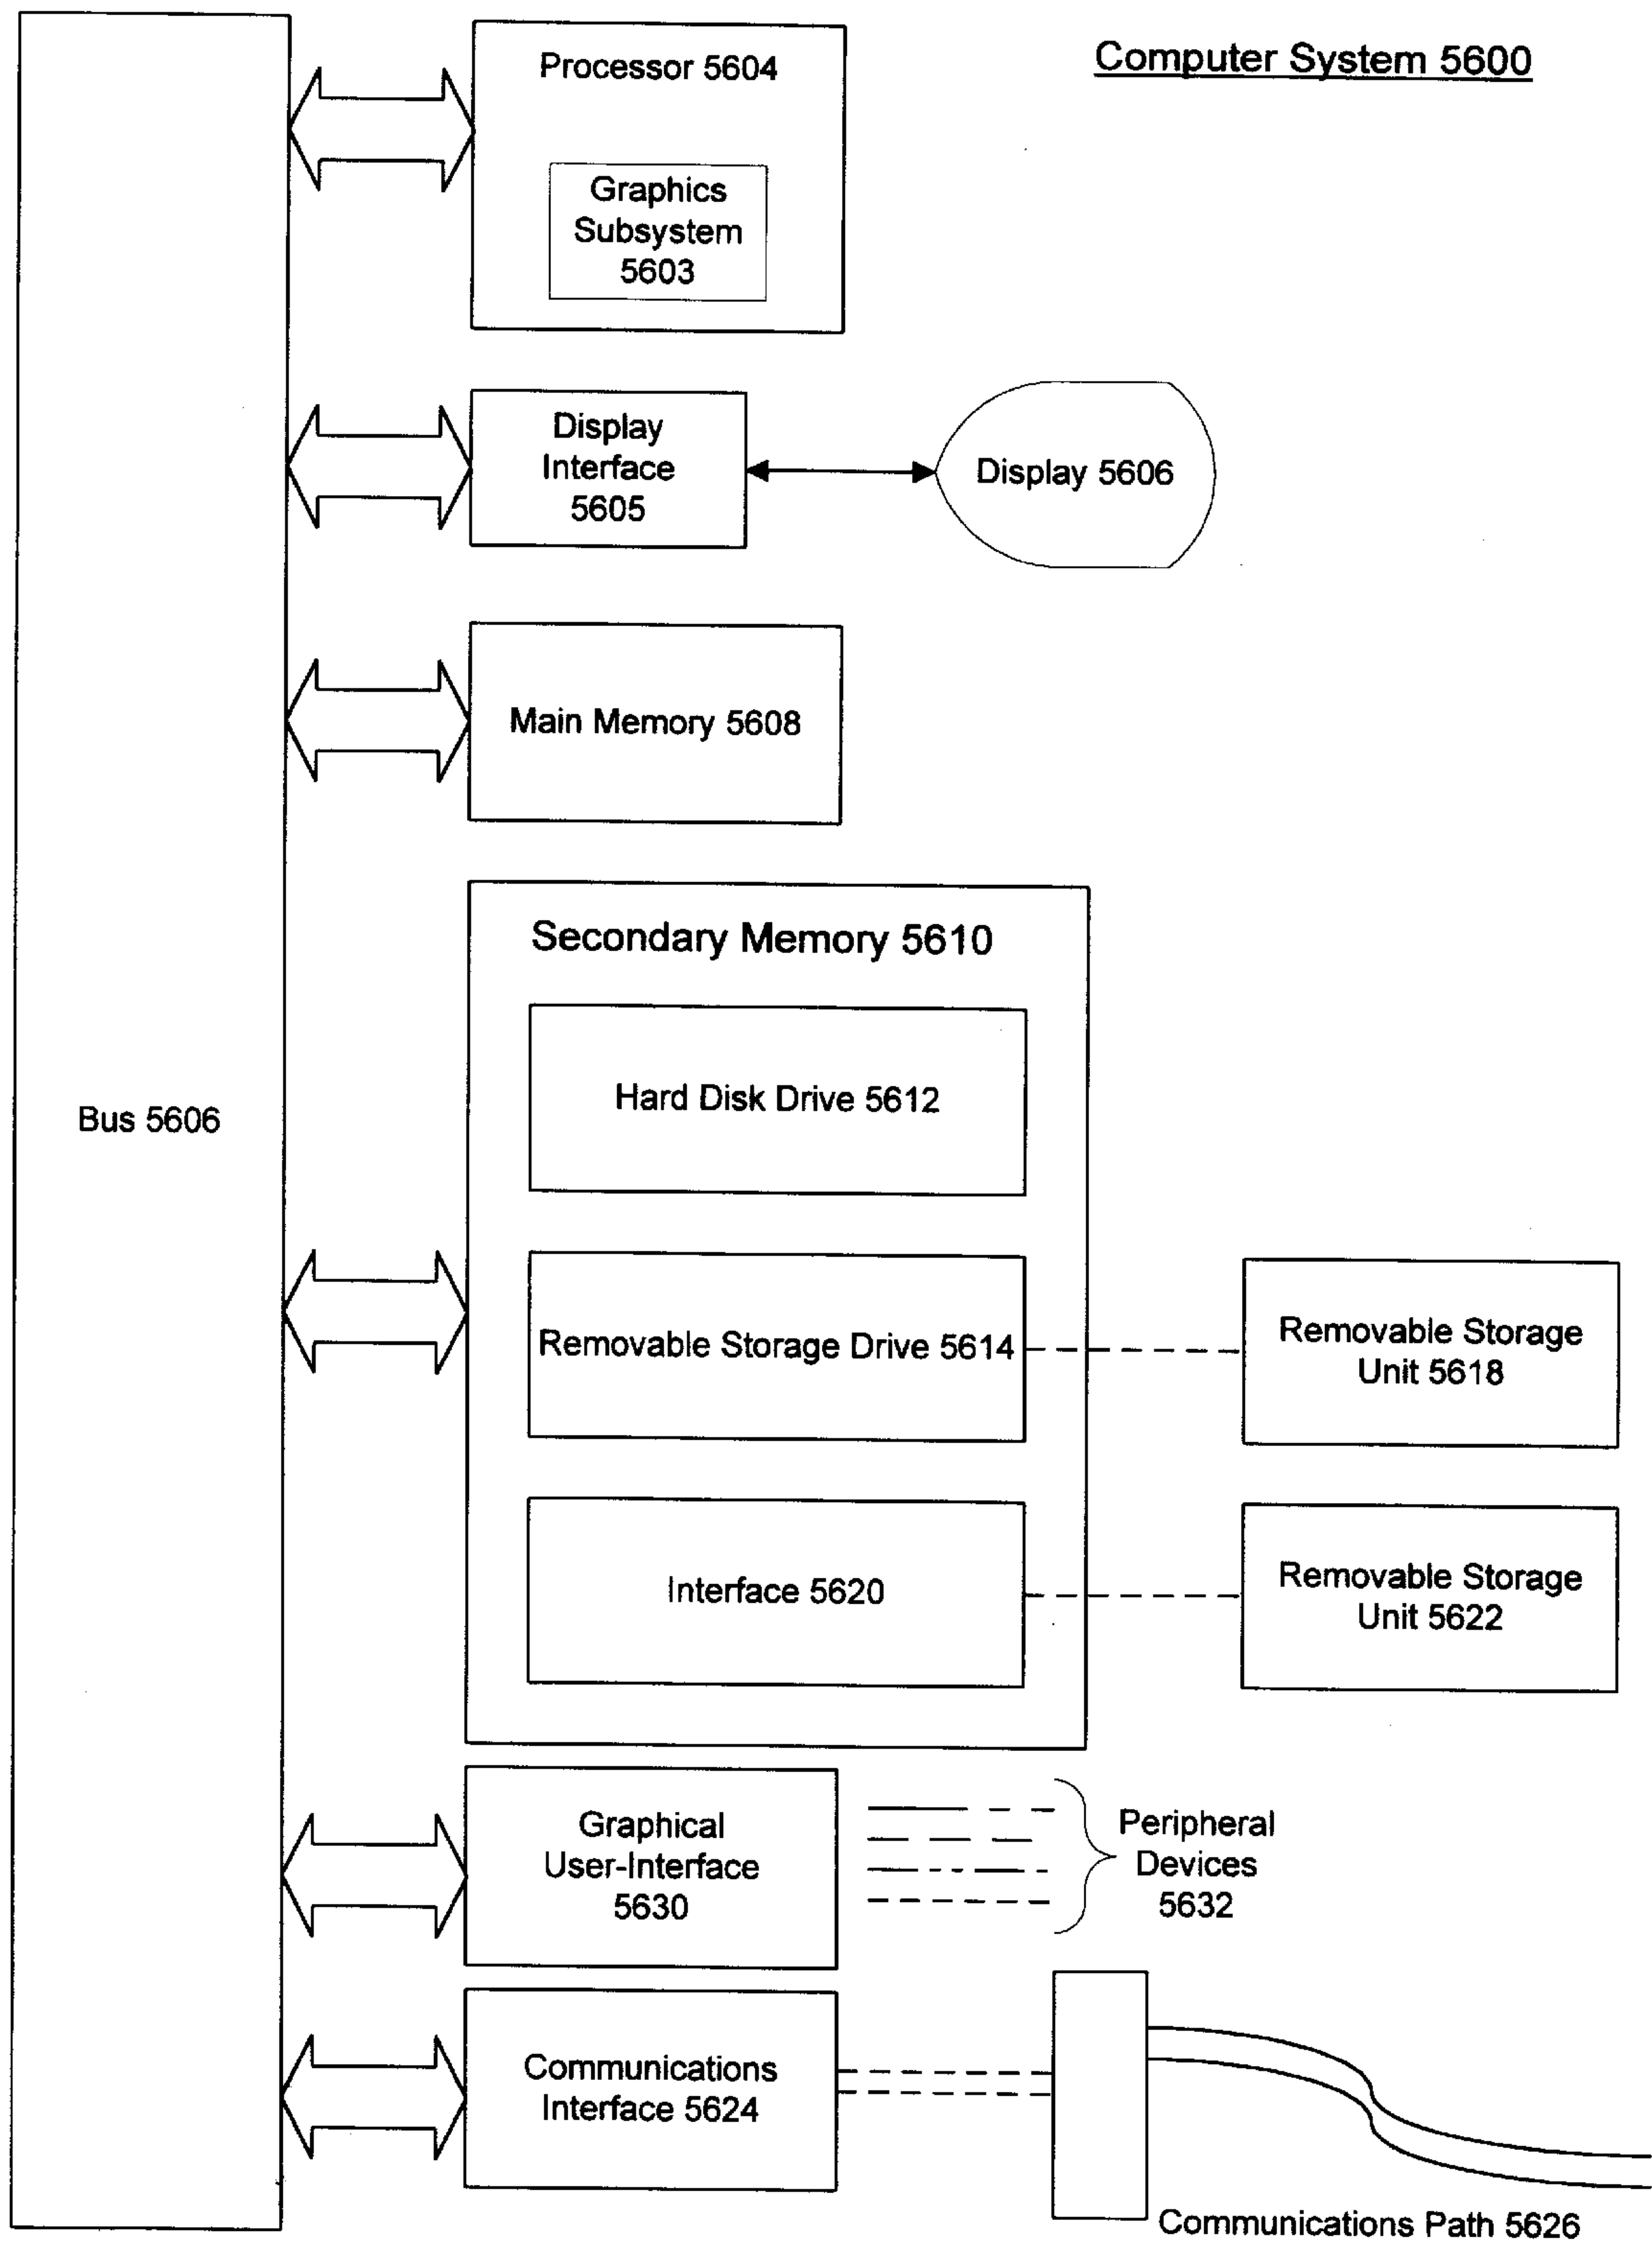 Computer System 5600
Processor 5604
Graphics
Subsystem
5603
Display
Interface
5605
Display 5606
Main Memory 5608
Secondary Memory 5610
Hard Disk Drive 5612
Bus 5606
Removable Storage Drive 5614
Removable Storage
Unit 5618
Interface 5620
Removable Storage
Unit 5622
Graphical
User-Interface
5630
Peripheral
Devices
5632
Communications
Interface 5624
Communications Path 5626